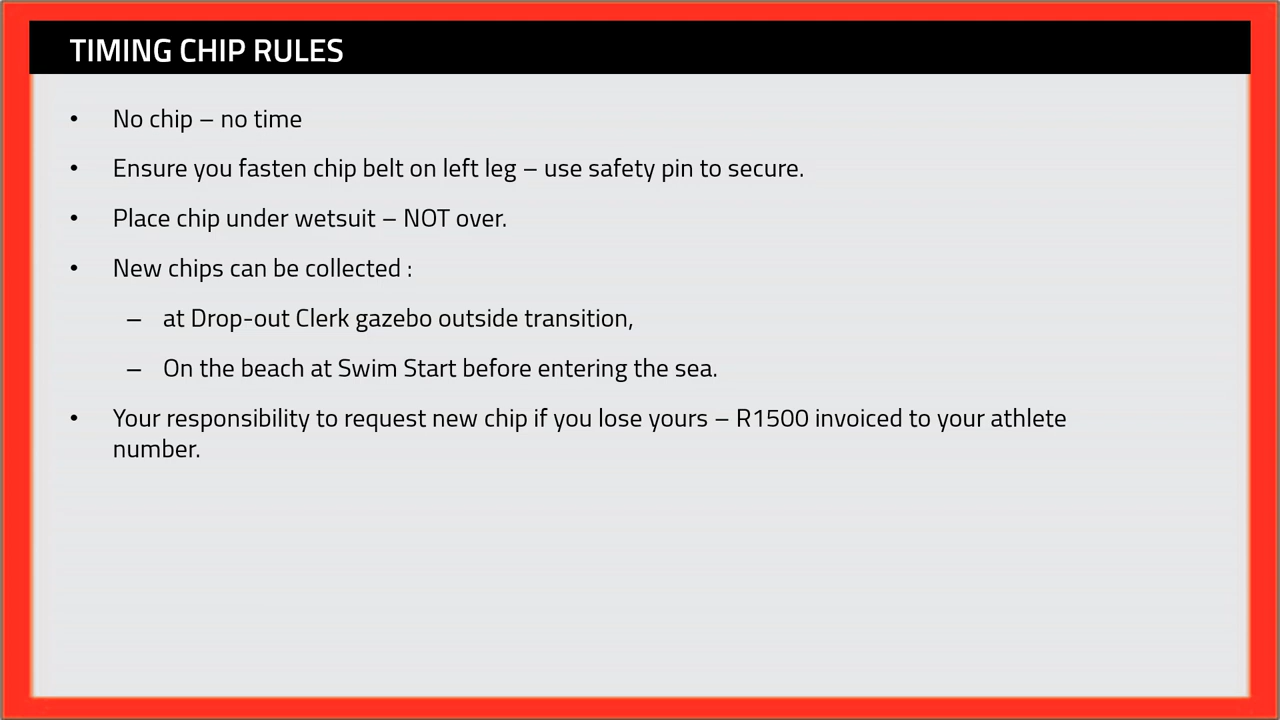 TIMING CHIP RULES
• No chip – no time
• Ensure you fasten chip belt on left leg – use safety pin to secure.
• Place chip under wetsuit – NOT over.
• New chips can be collected :
– at Drop-out Clerk gazebo outside transition,
– On the beach at Swim Start before entering the sea.
• Your responsibility to request new chip if you lose yours – R1500 invoiced to your athlete
number.